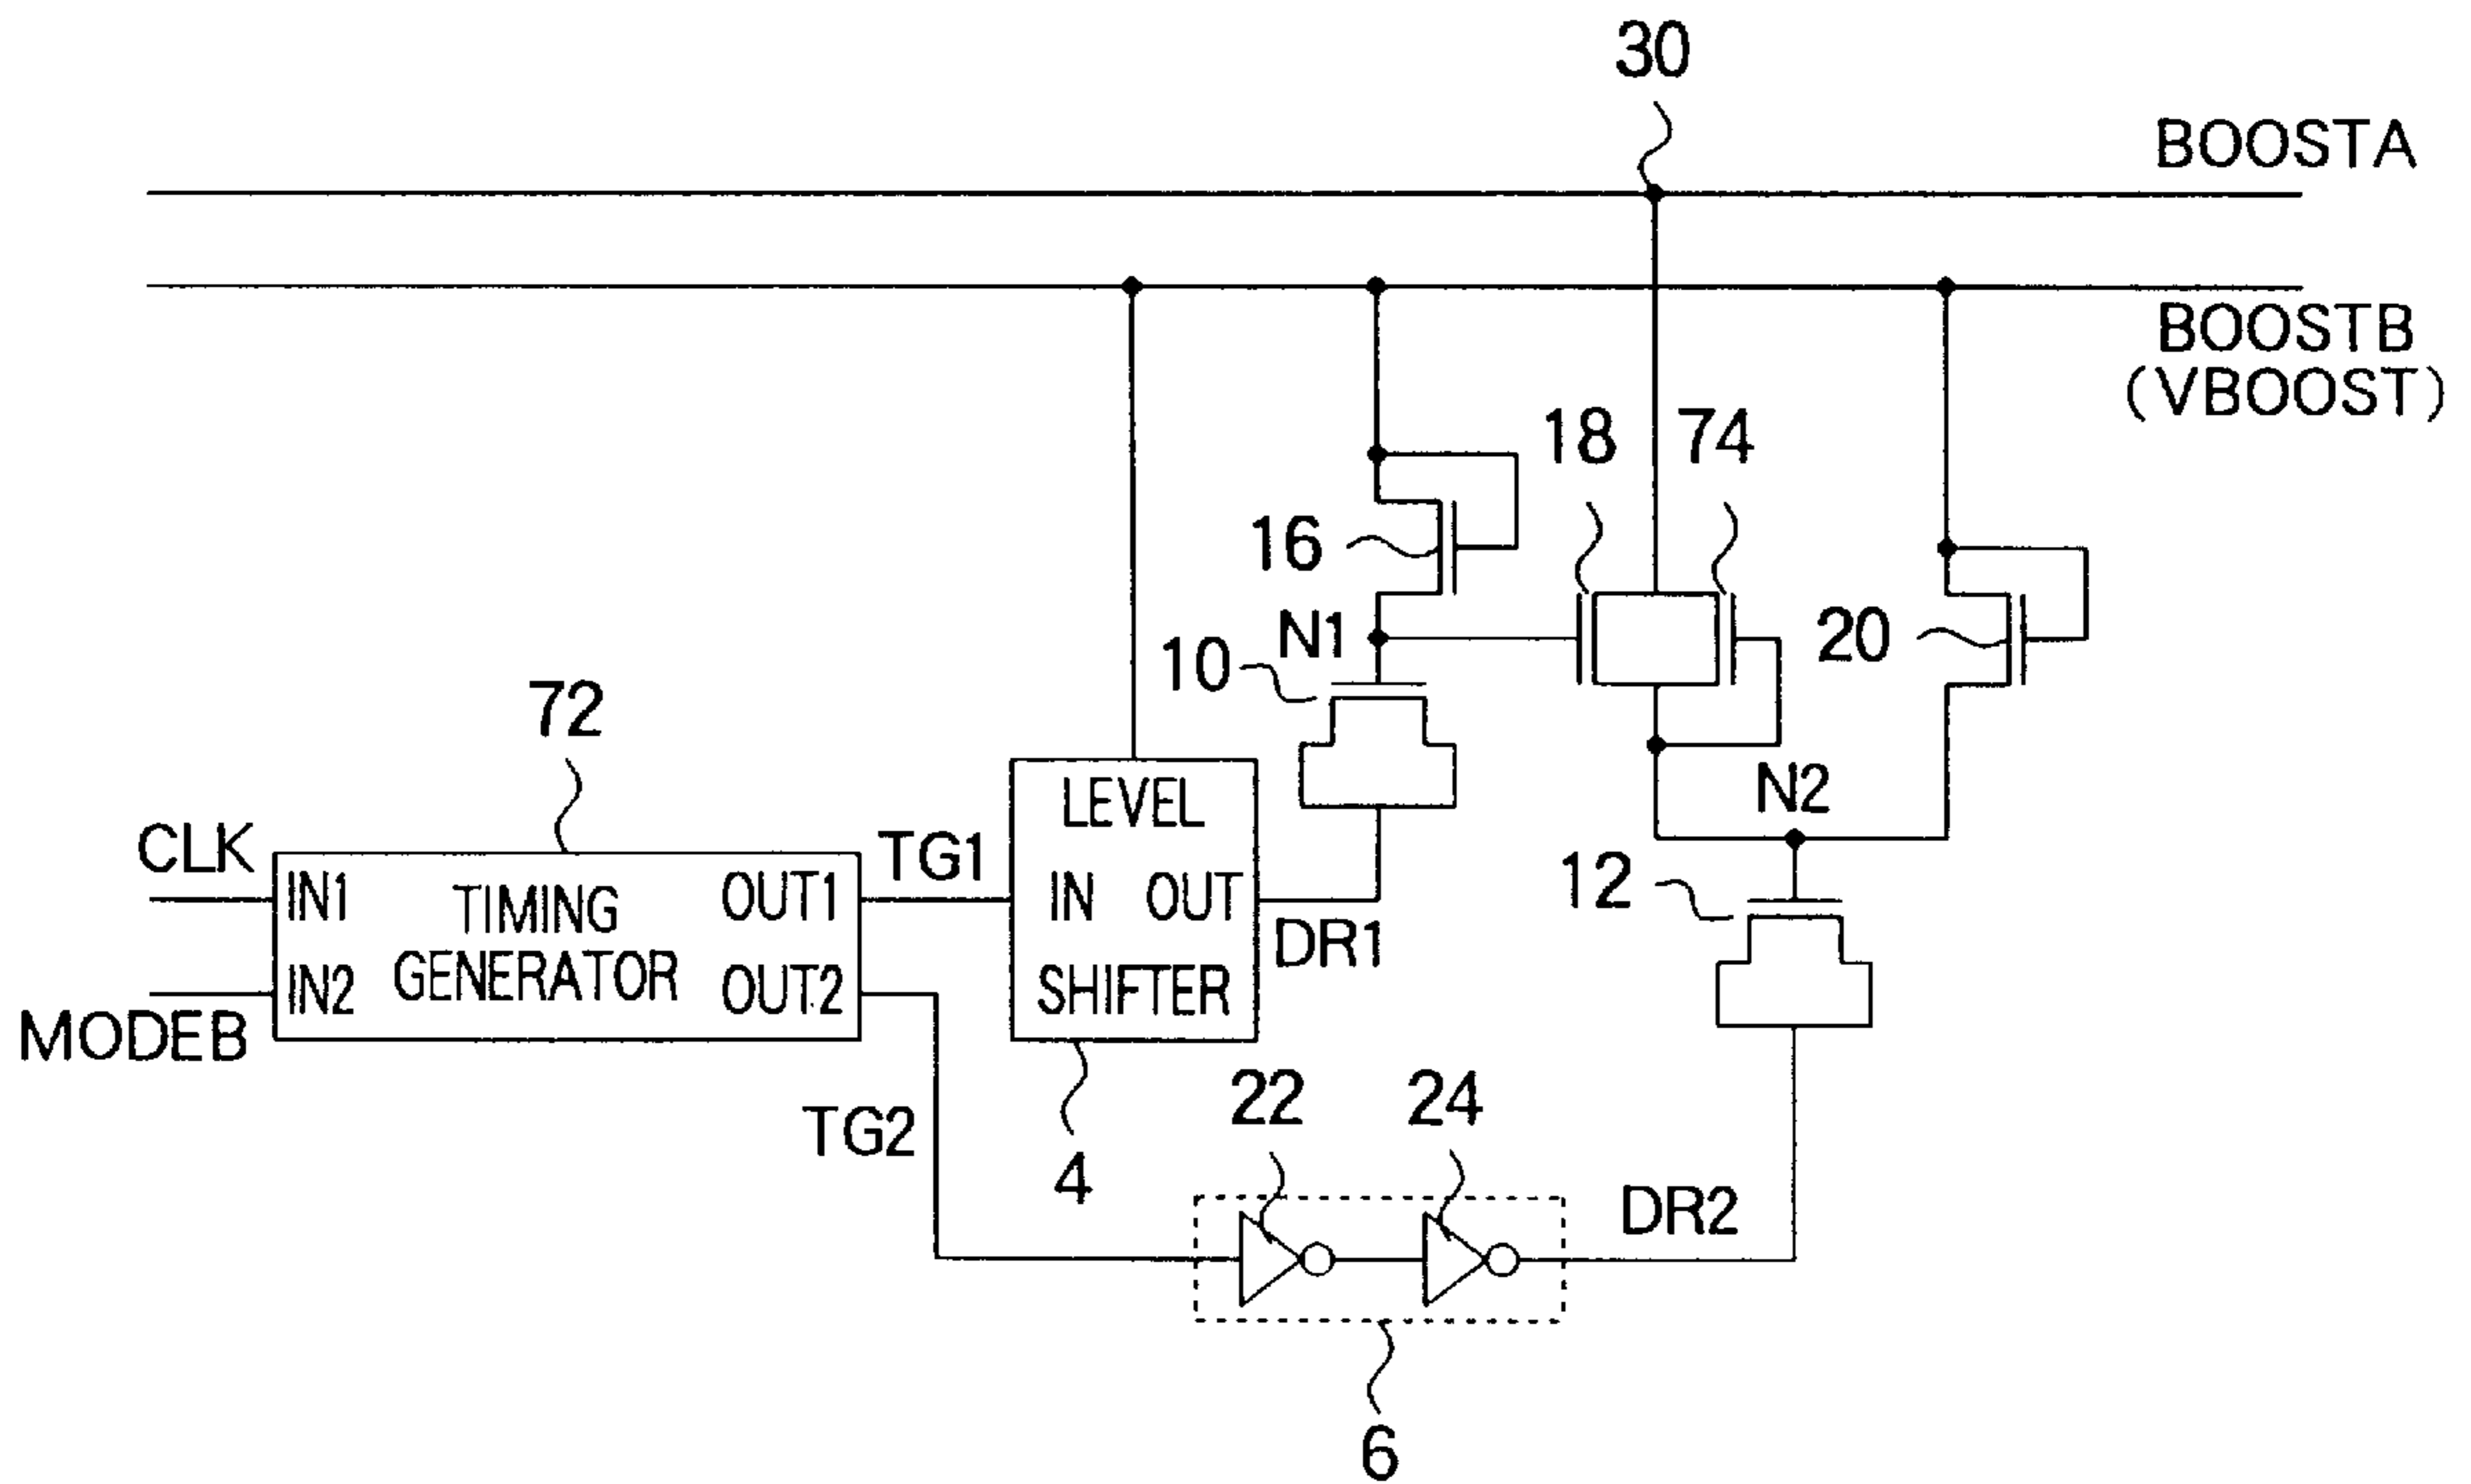 30
BOOSTA
BOOSTB
(VBOOST)
18
74
16
N1
20
10
72
N2
CLK
TG1
LEVEL
12
IN1
TIMING
OUT1
IN
OUT
DR1
IN2
GENERATOR
OUT2
SHIFTER
MODEB
22
24
TG2
4
DR2
6